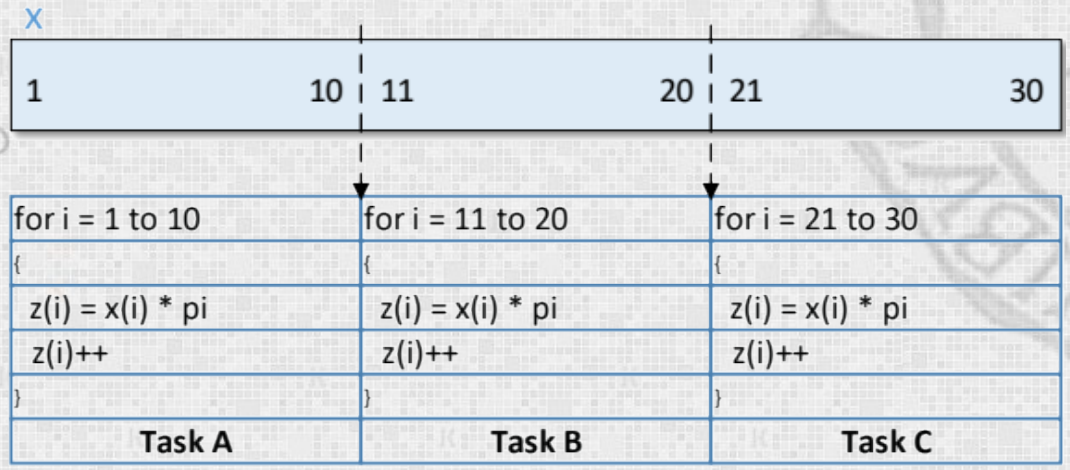 X
1 10 11 20 21 30
for i = 1 to 10 for i = 11 to 20 for i = 21 to 30
{ { {
z(i) = x(i) * pi z(i) = x(i) * pi z(i) = x(i) * pi
z(i)++ z(i)++ z(i)++
} } }
Task A Task B Task C